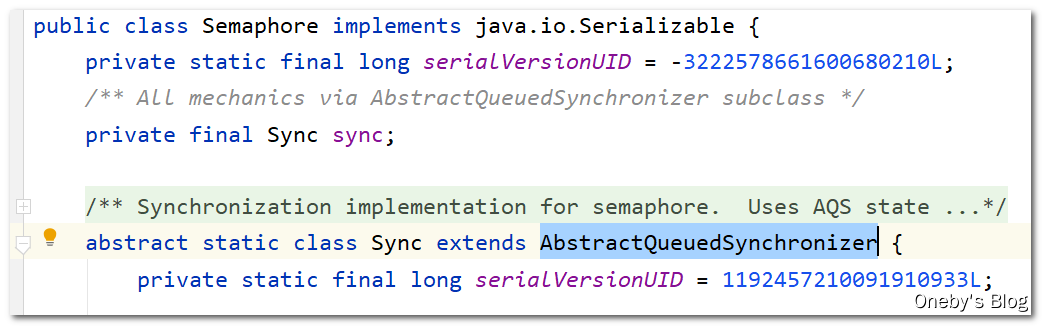 public class Semaphore implements java.io.Serializable {
private static final long serialVersionUID = -3222578661600680210L;
/** All mechanics via AbstractQueuedSynchronizer subclass */
private final Sync sync;
/** Synchronization implementation for semaphore.  Uses AQS state ...*/
abstract static class Sync extends AbstractQueuedSynchronizer {
private static final long serialVersionUID = 1192457210091910933L;
Oneby's Blog